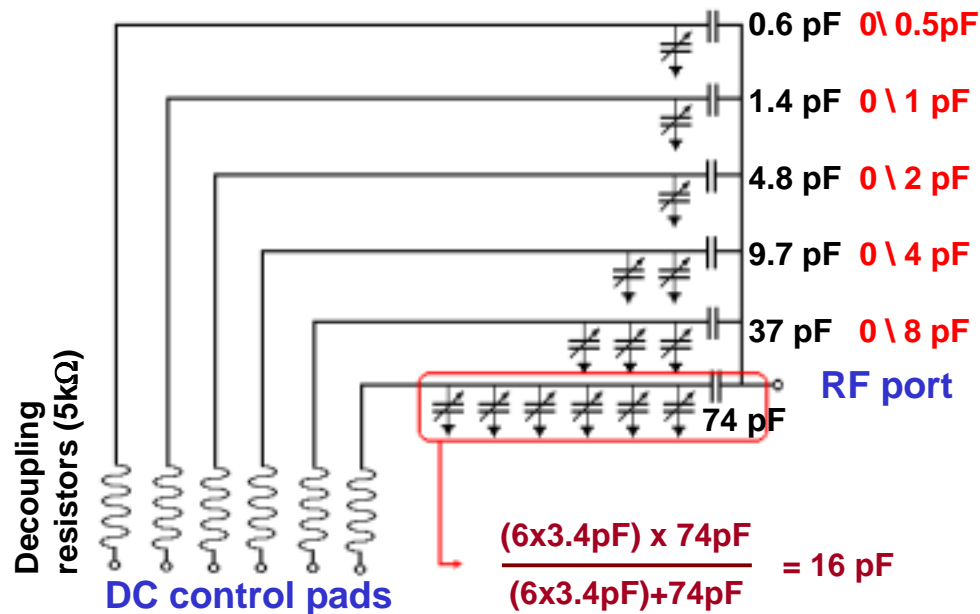 0.6 pF 0\ 0.5pF
1.4 pF 0 \ 1 pF
4.8 pF 0 \ 2 pF
9.7 pF 0 \ 4 pF
37 pF 0 \ 8 pF
RF port
74 pF
Decoupling
resistors (5kΩ)
DC control pads
(6x3.4pF) x 74pF
(6x3.4pF)+74pF
= 16 pF